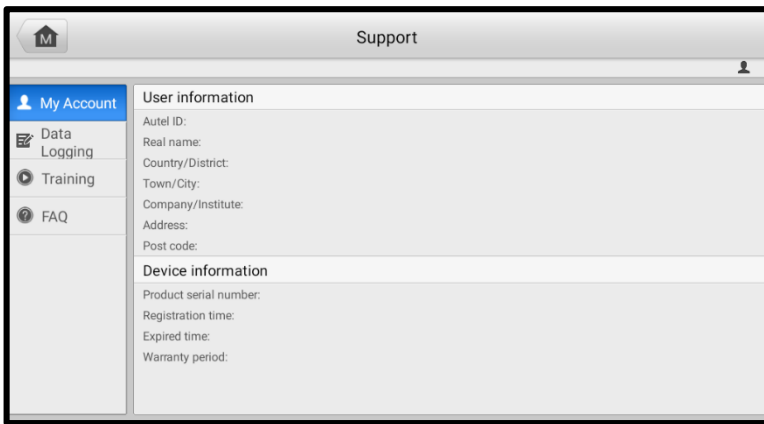 M
Support
My Account
Data
Logging
Training
FAQ
User information
Autel ID:
Real name:
Country/District:
Town/City:
Company/Institute:
Address:
Post code:
Device information
Product serial number:
Registration time:
Expired time:
Warranty period: